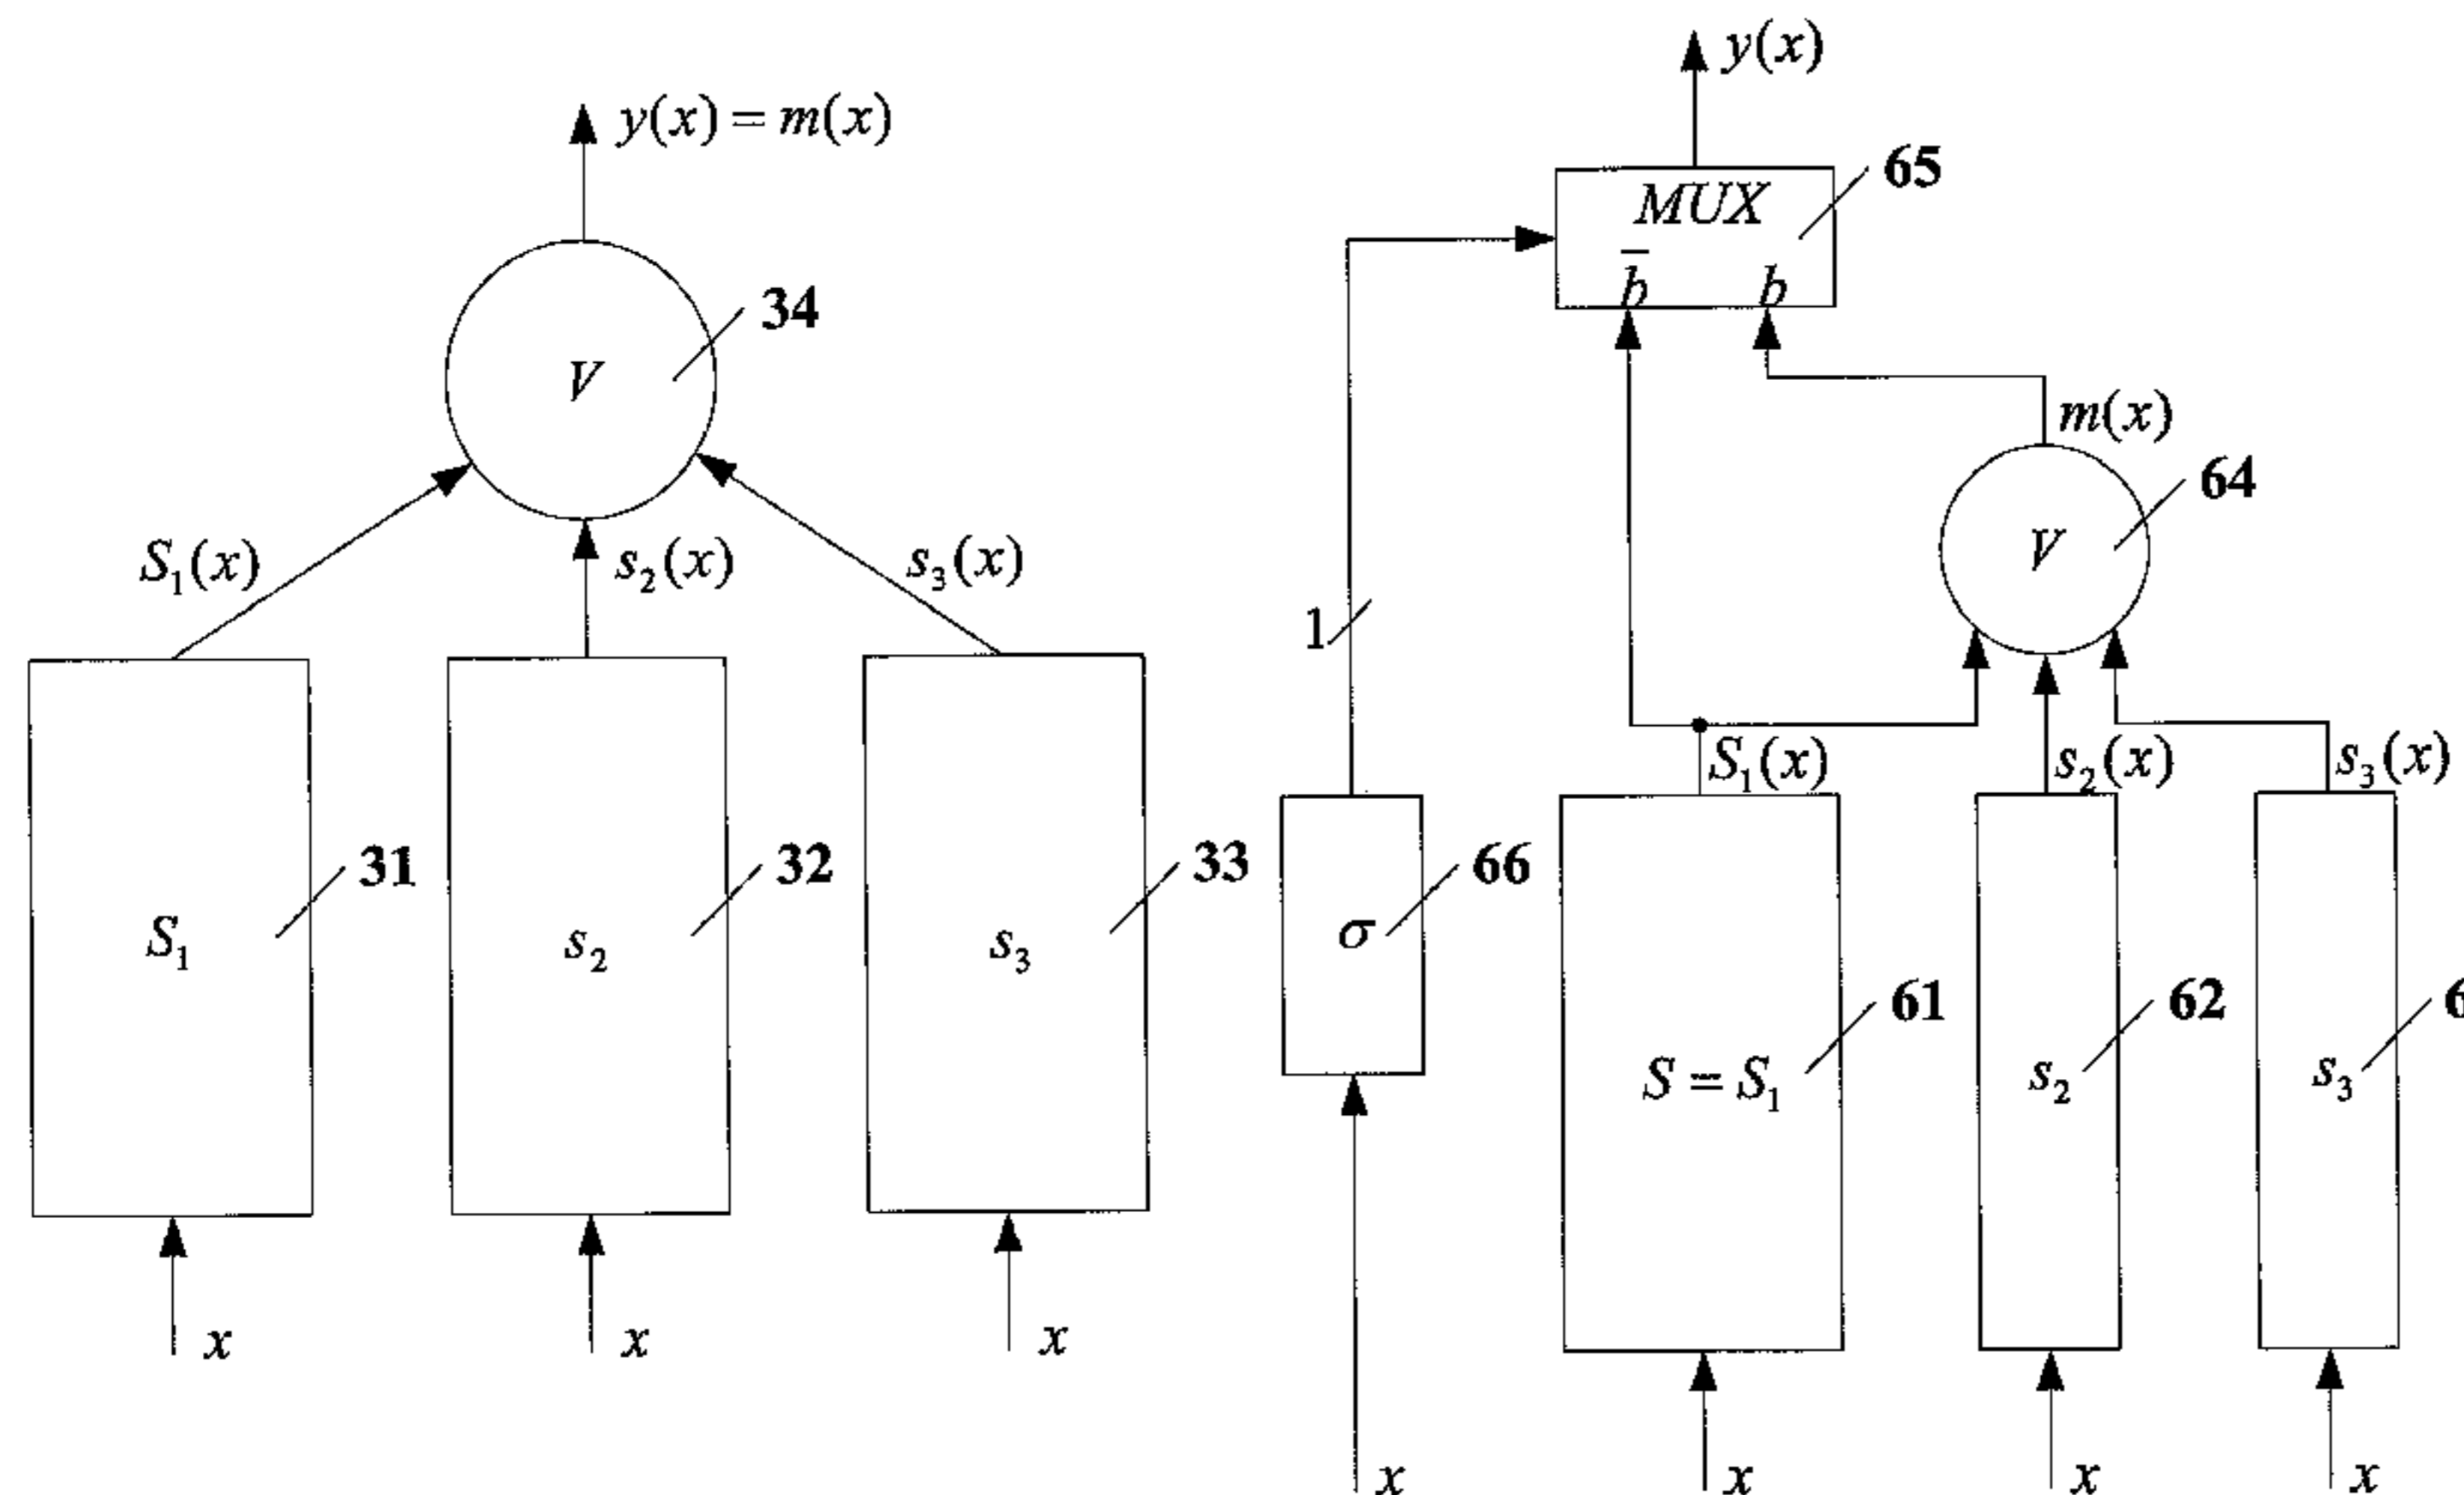 y(x) = m(x)
V
34
S₁(x)
s₂(x)
s₃(x)
S₁
31
s₂
32
s₃
33
x
x
x
y(x)
MUX
65
b̅
b
m(x)
V
64
1
S₁(x)
s₂(x)
s₃(x)
σ
66
S = S₁
61
s₂
62
s₃
6
x
x
x
x